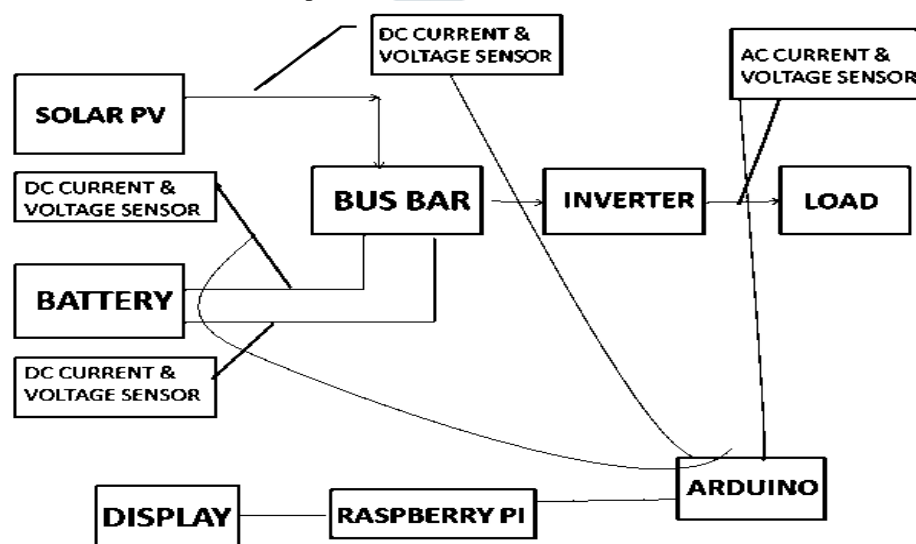 DC CURRENT &
VOLTAGE SENSOR
AC CURRENT &
VOLTAGE SENSOR
SOLAR PV
DC CURRENT &
VOLTAGE SENSOR
BUS BAR
INVERTER
LOAD
BATTERY
DC CURRENT &
VOLTAGE SENSOR
ARDUINO
RASPBERRY PI
DISPLAY